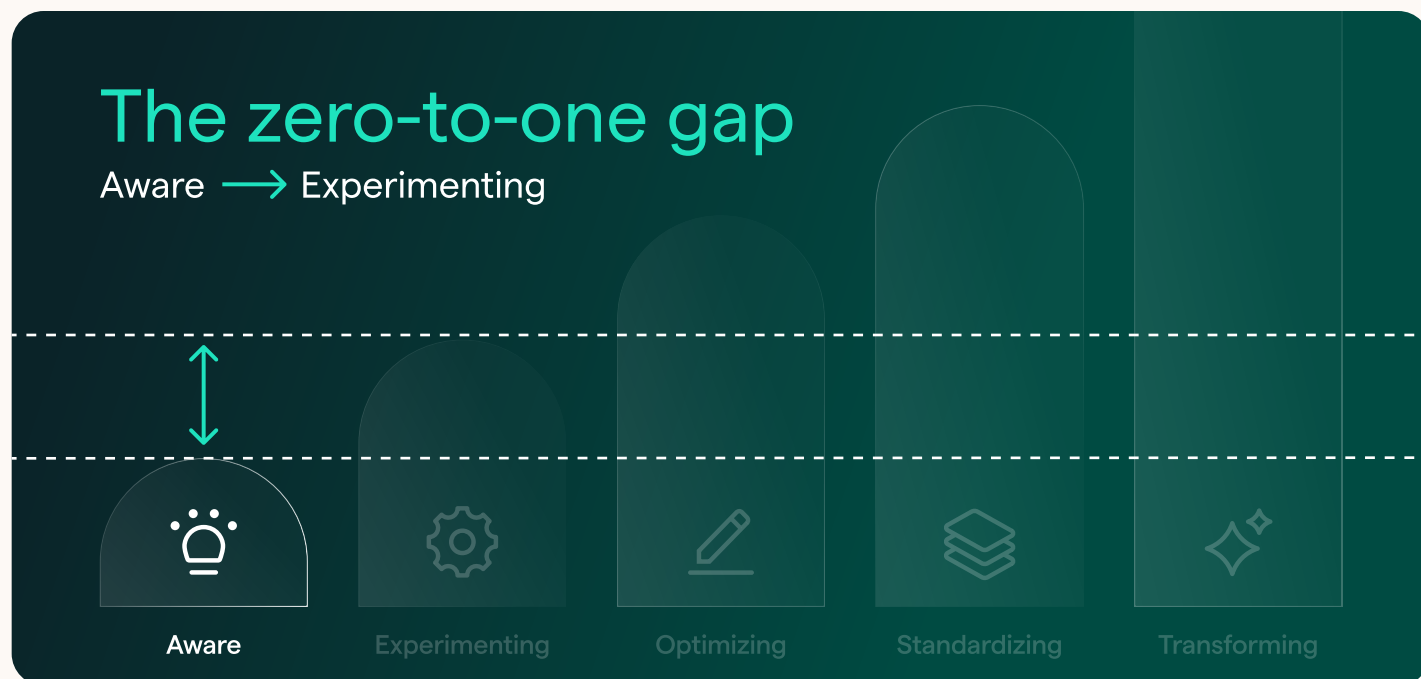 The zero-to-one gap
Aware → Experimenting
Aware
Experimenting
Optimizing
Standardizing
Transforming